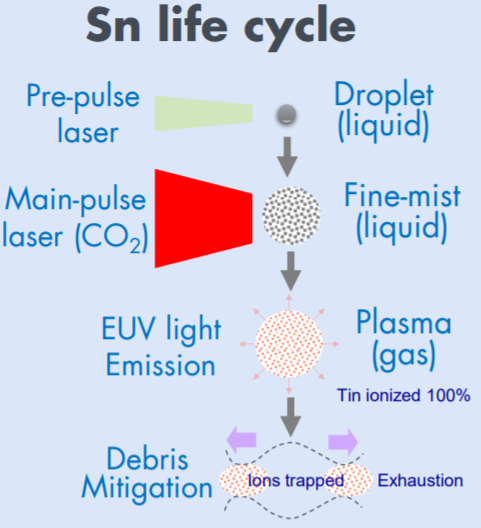 Sn life cycle
Pre-pulse
laser
Droplet
(liquid)
Main-pulse
laser (CO₂)
Fine-mist
(liquid)
EUV light
Emission
Plasma
(gas)
Tin ionized 100%
Debris
Mitigation
Ions trapped
Exhaustion